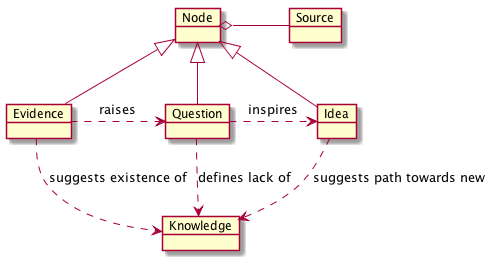 Node
Source
Evidence
raises
Question
inspires
Idea
suggests existence of
defines lack of
suggests path towards new
Knowledge